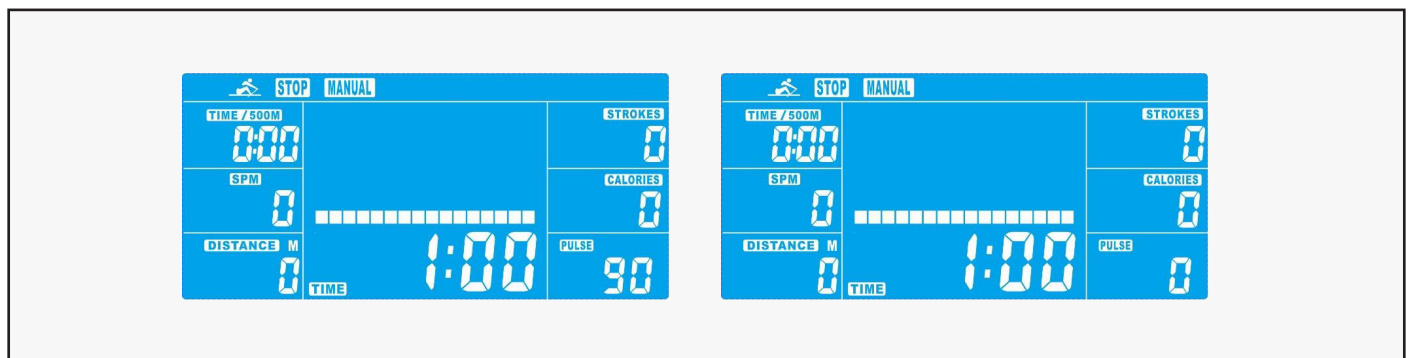 STOP MANUAL
TIME / 500M
0:00
SPM
0
DISTANCE M
0
1:00
TIME
STROKES
0
CALORIES
0
PULSE
90
STOP MANUAL
TIME / 500M
0:00
SPM
0
DISTANCE M
0
1:00
TIME
STROKES
0
CALORIES
0
PULSE
0